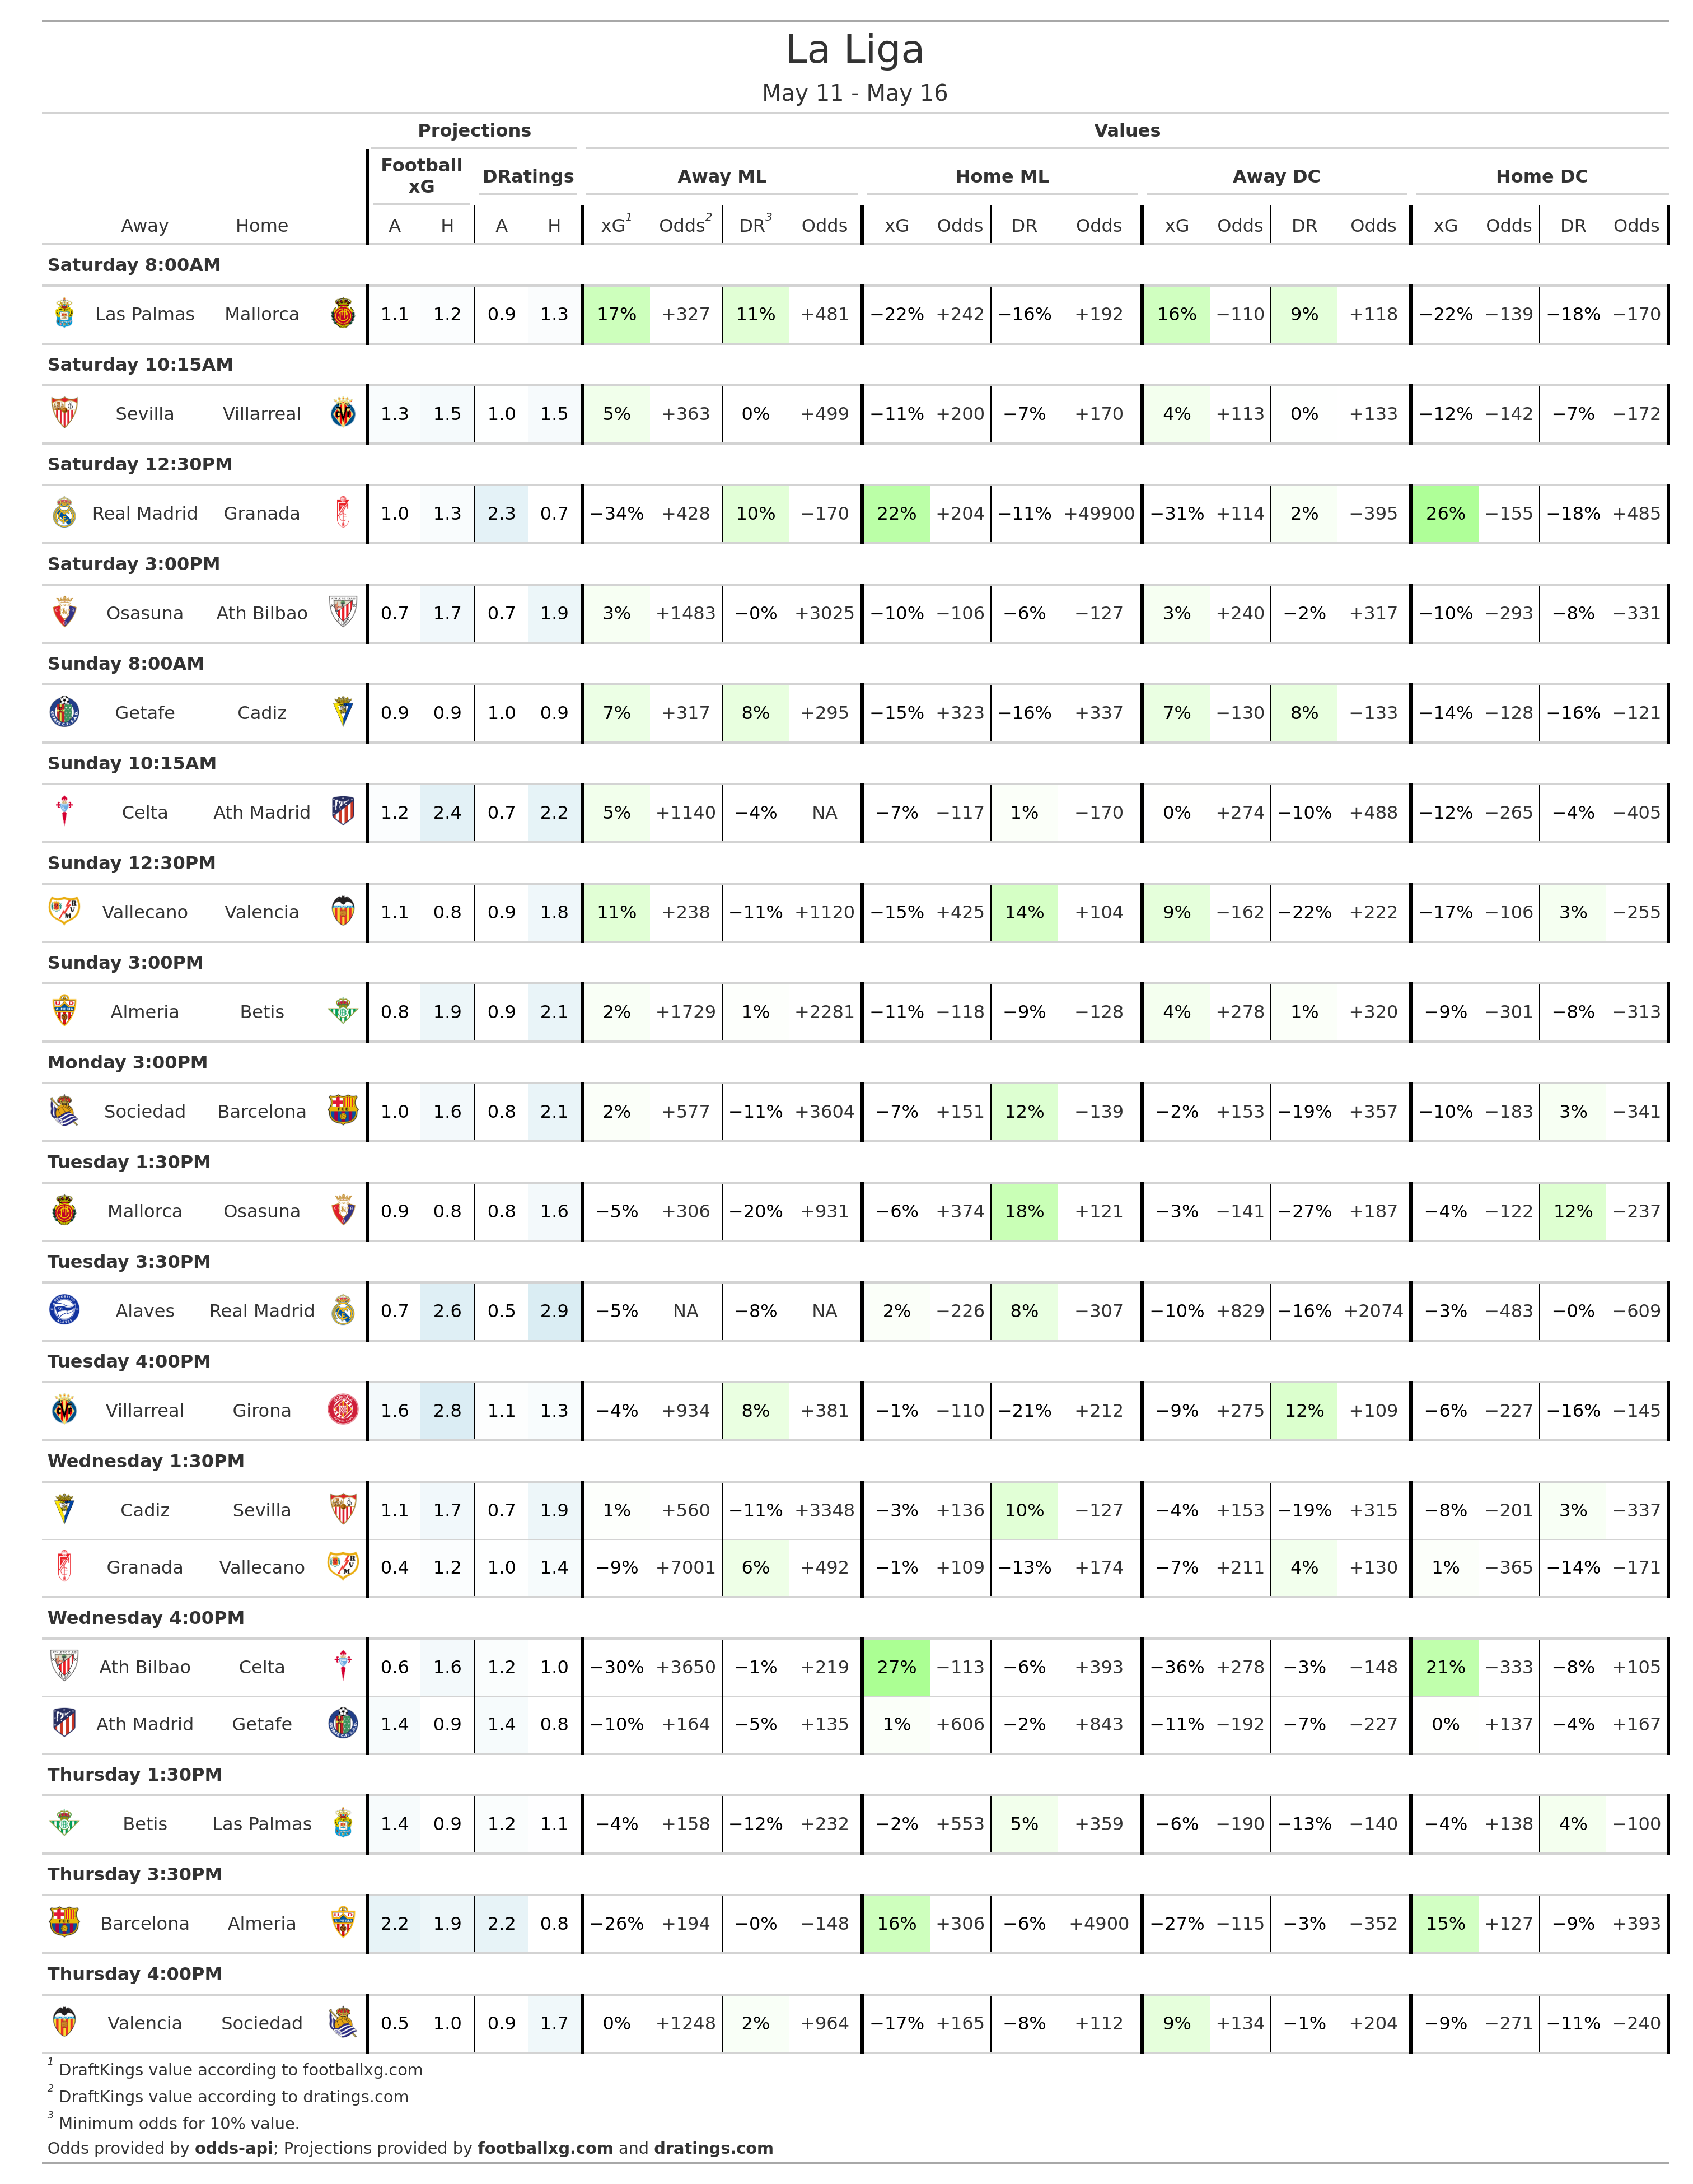 La Liga
May 11 - May 16
Projections Values
Football xG DRatings Away ML Home ML Away DC Home DC
Away Home A H A H xG1 Odds2 DR3 Odds xG Odds DR Odds xG Odds DR Odds xG Odds DR Odds
Saturday 8:00AM
Las Palmas Mallorca 1.1 1.2 0.9 1.3 17% +327 11% +481 −22% +242 −16% +192 16% −110 9% +118 −22% −139 −18% −170
Saturday 10:15AM
Sevilla Villarreal 1.3 1.5 1.0 1.5 5% +363 0% +499 −11% +200 −7% +170 4% +113 0% +133 −12% −142 −7% −172
Saturday 12:30PM
Real Madrid Granada 1.0 1.3 2.3 0.7 −34% +428 10% −170 22% +204 −11% +49900 −31% +114 2% −395 26% −155 −18% +485
Saturday 3:00PM
Osasuna Ath Bilbao 0.7 1.7 0.7 1.9 3% +1483 −0% +3025 −10% −106 −6% −127 3% +240 −2% +317 −10% −293 −8% −331
Sunday 8:00AM
Getafe Cadiz 0.9 0.9 1.0 0.9 7% +317 8% +295 −15% +323 −16% +337 7% −130 8% −133 −14% −128 −16% −121
Sunday 10:15AM
Celta Ath Madrid 1.2 2.4 0.7 2.2 5% +1140 −4% NA −7% −117 1% −170 0% +274 −10% +488 −12% −265 −4% −405
Sunday 12:30PM
Vallecano Valencia 1.1 0.8 0.9 1.8 11% +238 −11% +1120 −15% +425 14% +104 9% −162 −22% +222 −17% −106 3% −255
Sunday 3:00PM
Almeria Betis 0.8 1.9 0.9 2.1 2% +1729 1% +2281 −11% −118 −9% −128 4% +278 1% +320 −9% −301 −8% −313
Monday 3:00PM
Sociedad Barcelona 1.0 1.6 0.8 2.1 2% +577 −11% +3604 −7% +151 12% −139 −2% +153 −19% +357 −10% −183 3% −341
Tuesday 1:30PM
Mallorca Osasuna 0.9 0.8 0.8 1.6 −5% +306 −20% +931 −6% +374 18% +121 −3% −141 −27% +187 −4% −122 12% −237
Tuesday 3:30PM
Alaves Real Madrid 0.7 2.6 0.5 2.9 −5% NA −8% NA 2% −226 8% −307 −10% +829 −16% +2074 −3% −483 −0% −609
Tuesday 4:00PM
Villarreal Girona 1.6 2.8 1.1 1.3 −4% +934 8% +381 −1% −110 −21% +212 −9% +275 12% +109 −6% −227 −16% −145
Wednesday 1:30PM
Cadiz Sevilla 1.1 1.7 0.7 1.9 1% +560 −11% +3348 −3% +136 10% −127 −4% +153 −19% +315 −8% −201 3% −337
Granada Vallecano 0.4 1.2 1.0 1.4 −9% +7001 6% +492 −1% +109 −13% +174 −7% +211 4% +130 1% −365 −14% −171
Wednesday 4:00PM
Ath Bilbao Celta 0.6 1.6 1.2 1.0 −30% +3650 −1% +219 27% −113 −6% +393 −36% +278 −3% −148 21% −333 −8% +105
Ath Madrid Getafe 1.4 0.9 1.4 0.8 −10% +164 −5% +135 1% +606 −2% +843 −11% −192 −7% −227 0% +137 −4% +167
Thursday 1:30PM
Betis Las Palmas 1.4 0.9 1.2 1.1 −4% +158 −12% +232 −2% +553 5% +359 −6% −190 −13% −140 −4% +138 4% −100
Thursday 3:30PM
Barcelona Almeria 2.2 1.9 2.2 0.8 −26% +194 −0% −148 16% +306 −6% +4900 −27% −115 −3% −352 15% +127 −9% +393
Thursday 4:00PM
Valencia Sociedad 0.5 1.0 0.9 1.7 0% +1248 2% +964 −17% +165 −8% +112 9% +134 −1% +204 −9% −271 −11% −240
1 DraftKings value according to footballxg.com
2 DraftKings value according to dratings.com
3 Minimum odds for 10% value.
Odds provided by odds-api; Projections provided by footballxg.com and dratings.com